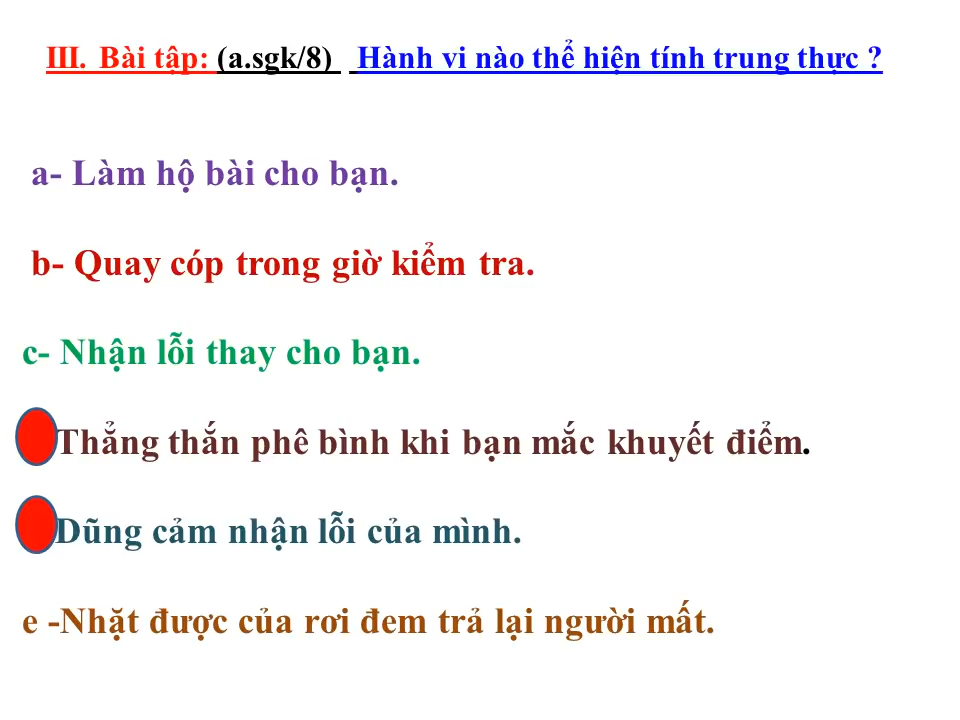 III. Bài tập: (a.sgk/8) Hành vi nào thể hiện tính trung thực ?
a- Làm hộ bài cho bạn.
b- Quay cóp trong giờ kiểm tra.
c- Nhận lỗi thay cho bạn.
Thẳng thắn phê bình khi bạn mắc khuyết điểm.
Dũng cảm nhận lỗi của mình.
e -Nhặt được của rơi đem trả lại người mất.